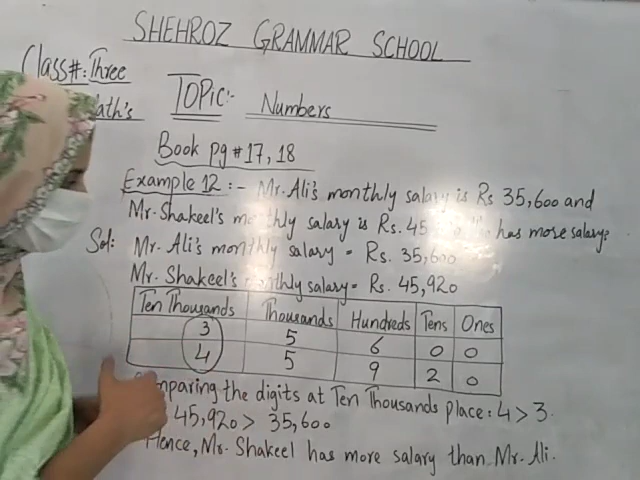 SHEHROZ GRAMMAR SCHOOL
Class#: Three
ath's
TOPIC:- Numbers
Book pg #17, 18
Example 12 :- Mr. Ali's monthly salary is Rs 35,600 and
Mr. Shakeel's monthly salary is Rs. 45 has more salary?
Sol: Mr. Ali's monthly salary = Rs. 35,600
Mr. Shakeel's monthly salary = Rs. 45,920
Ten Thousands Thousands Hundreds Tens Ones
3 5 6 0 0
4 5 9 2 0
Comparing the digits at Ten Thousands place: 4 > 3.
45,920 > 35,600
Hence, Mr. Shakeel has more salary than Mr. Ali.